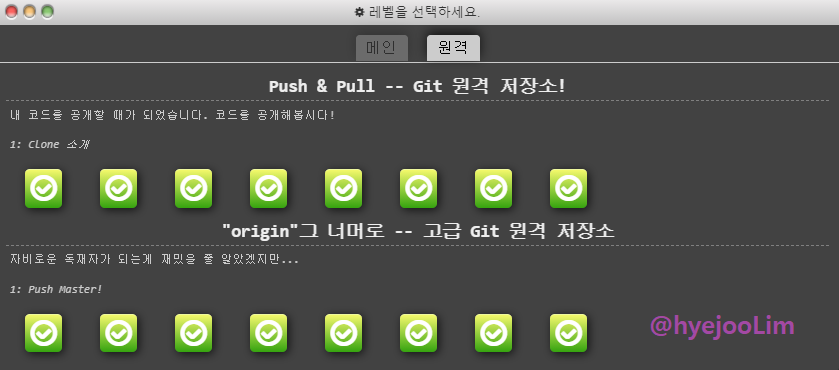 레벨을 선택하세요.
메인 원격
Push & Pull -- Git 원격 저장소!
내 코드를 공개할 때가 되었습니다. 코드를 공개해봅시다!
1: Clone 소개
"origin"그 너머로 -- 고급 Git 원격 저장소
자비로운 독재자가 되는게 재밌을 줄 알았겠지만...
1: Push Master!
@hyejooLim